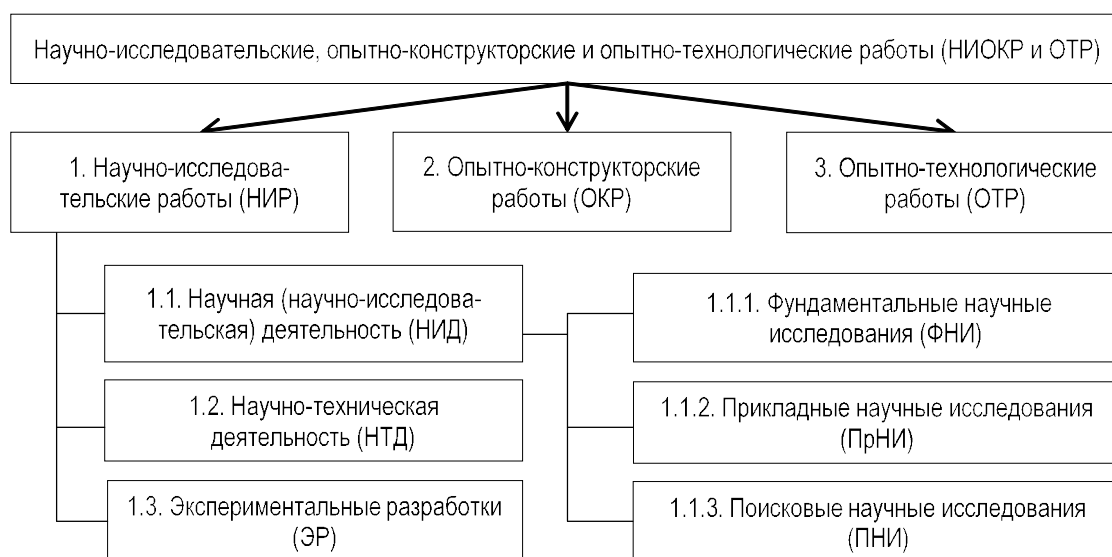 Научно-исследовательские, опытно-конструкторские и опытно-технологические работы (НИОКР и ОТР)
1. Научно-исследова-
тельские работы (НИР)
2. Опытно-конструкторские
работы (ОКР)
3. Опытно-технологические
работы (ОТР)
1.1. Научная (научно-исследова-
тельская) деятельность (НИД)
1.1.1. Фундаментальные научные
исследования (ФНИ)
1.2. Научно-техническая
деятельность (НТД)
1.1.2. Прикладные научные исследования
(ПрНИ)
1.3. Экспериментальные разработки
(ЭР)
1.1.3. Поисковые научные исследования
(ПНИ)